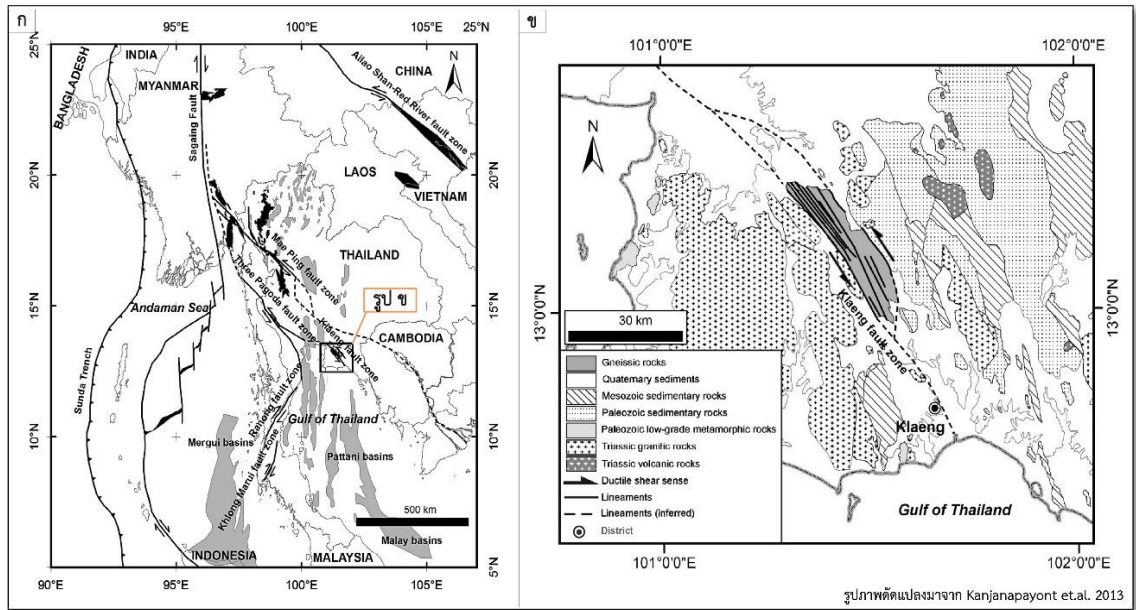 ก
95°E
100°E
105°E
25°N
25°N
INDIA
BANGLADESH
MYANMAR
CHINA
N
Ailao Shan-Red River fault zone
Sagaing Fault
20°N
20°N
LAOS
VIETNAM
Mae Ping fault zone
THAILAND
Three Pagoda fault zone
รูป ข
Andaman Sea
15°N
15°N
Klaeng fault zone
CAMBODIA
Sunda Trench
Ranong fault zone
Gulf of Thailand
10°N
10°N
Mergui basins
Pattani basins
Khlong Marui fault zone
500 km
Malay basins
INDONESIA
MALAYSIA
5°N
90°E
95°E
100°E
105°E
ข
101°0'0"E
102°0'0"E
N
13°0'0"N
13°0'0"N
30 km
Klaeng fault zone
Gneissic rocks
Quaternary sediments
Mesozoic sedimentary rocks
Paleozoic sedimentary rocks
Paleozoic low-grade metamorphic rocks
Triassic granitic rocks
Triassic volcanic rocks
Ductile shear sense
Lineaments
Lineaments (inferred)
District
Klaeng
Gulf of Thailand
101°0'0"E
102°0'0"E
รูปภาพดัดแปลงมาจาก Kanjanapayont et.al. 2013